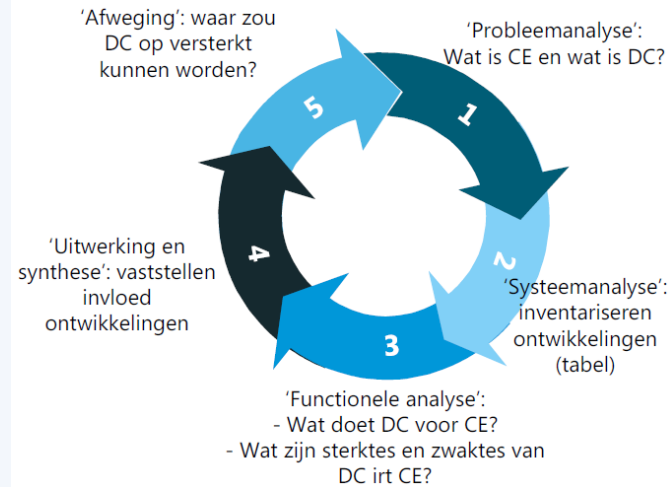 'Probleemanalyse':
Wat is CE en wat is DC?
1
2
'Systeemanalyse':
inventariseren
ontwikkelingen
(tabel)
3
'Functionele analyse':
- Wat doet DC voor CE?
- Wat zijn sterktes en zwaktes van
DC irt CE?
4
'Uitwerking en
synthese': vaststellen
invloed
ontwikkelingen
5
'Afweging': waar zou
DC op versterkt
kunnen worden?